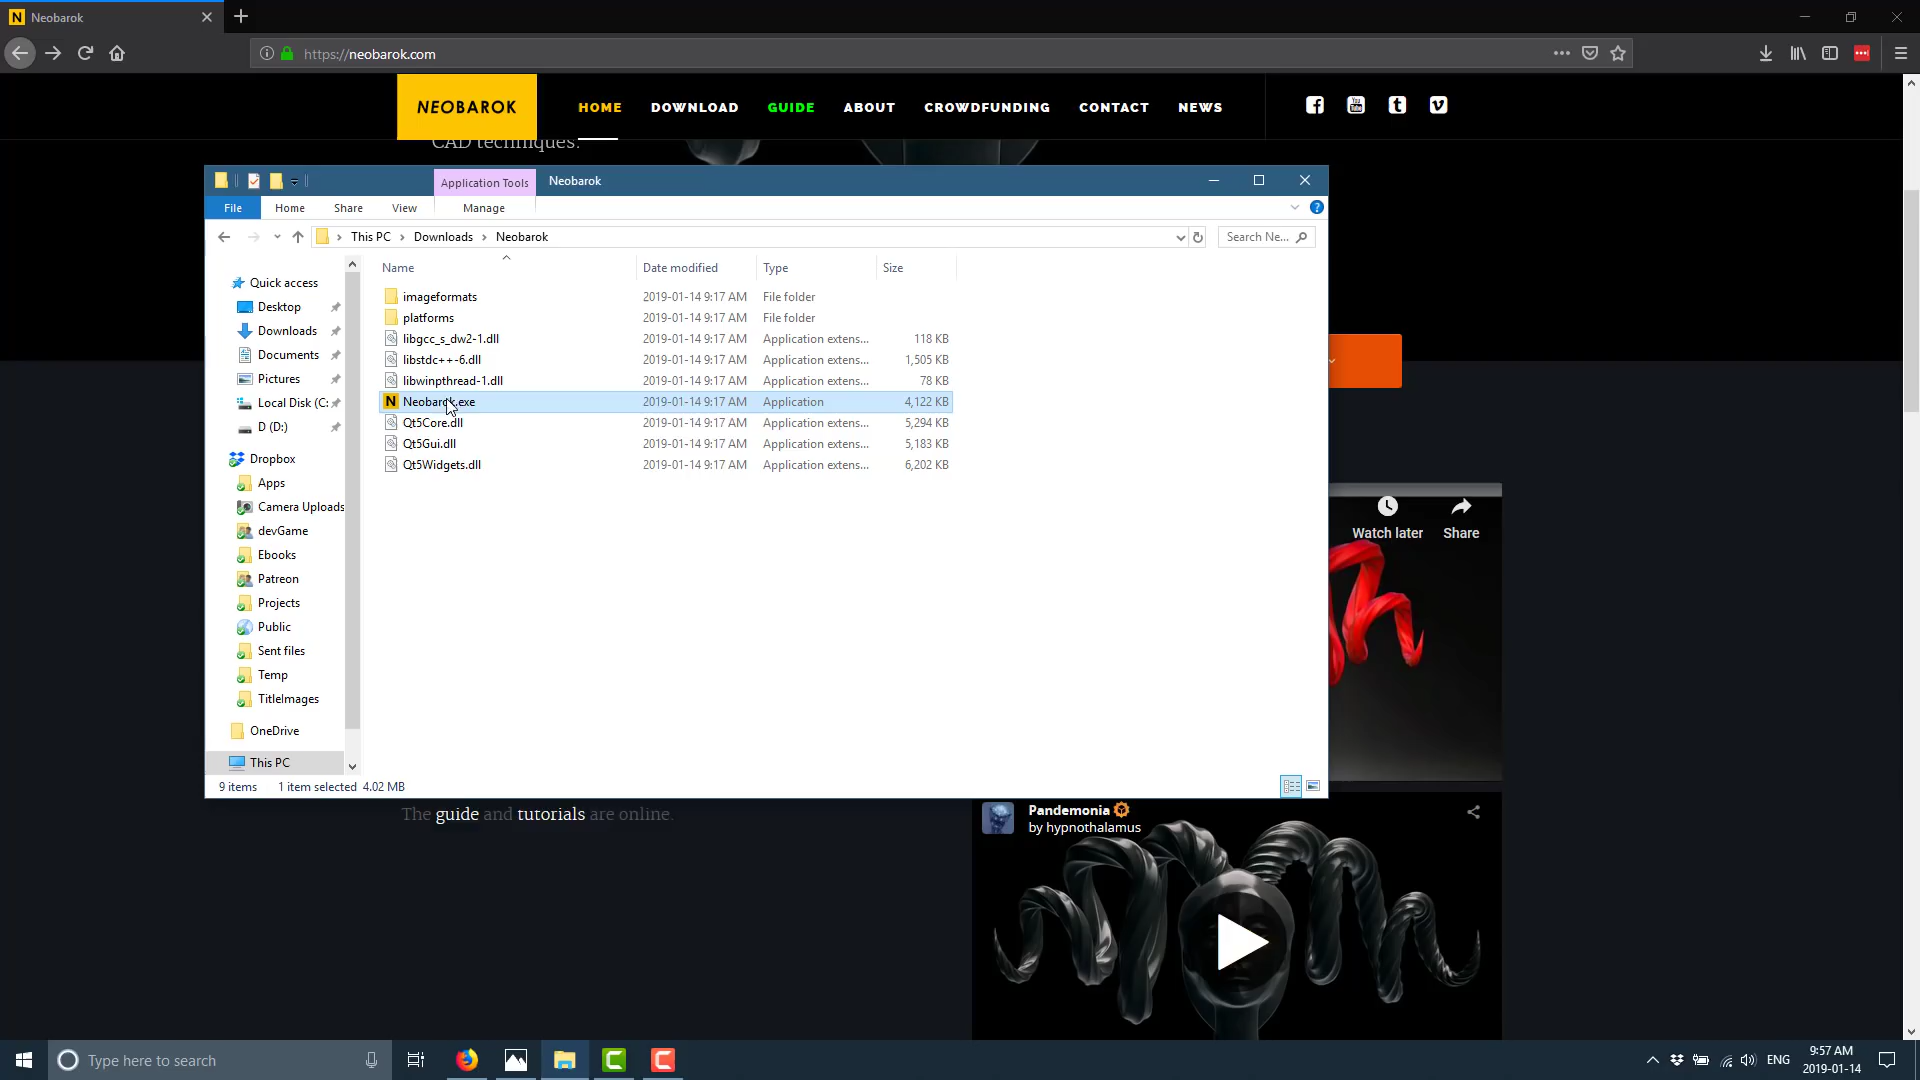 Neobarok
https://neobarok.com
NEOBAROK
HOME
DOWNLOAD
GUIDE
ABOUT
CROWDFUNDING
CONTACT
NEWS
CAD techniques.
Application Tools
Neobarok
File
Home
Share
View
Manage
This PC
Downloads
Neobarok
Search Ne...
Name
Date modified
Type
Size
Quick access
Desktop
Downloads
Documents
Pictures
Local Disk (C:
D (D:)
Dropbox
Apps
Camera Uploads
devGame
Ebooks
Patreon
Projects
Public
Sent files
Temp
TitleImages
OneDrive
This PC
imageformats 2019-01-14 9:17 AM File folder
platforms 2019-01-14 9:17 AM File folder
libgcc_s_dw2-1.dll 2019-01-14 9:17 AM Application extens... 118 KB
libstdc++-6.dll 2019-01-14 9:17 AM Application extens... 1,505 KB
libwinpthread-1.dll 2019-01-14 9:17 AM Application extens... 78 KB
Neobarok.exe 2019-01-14 9:17 AM Application 4,122 KB
Qt5Core.dll 2019-01-14 9:17 AM Application extens... 5,294 KB
Qt5Gui.dll 2019-01-14 9:17 AM Application extens... 5,183 KB
Qt5Widgets.dll 2019-01-14 9:17 AM Application extens... 6,202 KB
9 items 1 item selected 4.02 MB
Watch later
Share
The guide and tutorials are online.
Pandemonia
by hypnothalamus
Type here to search
ENG
9:57 AM
2019-01-14